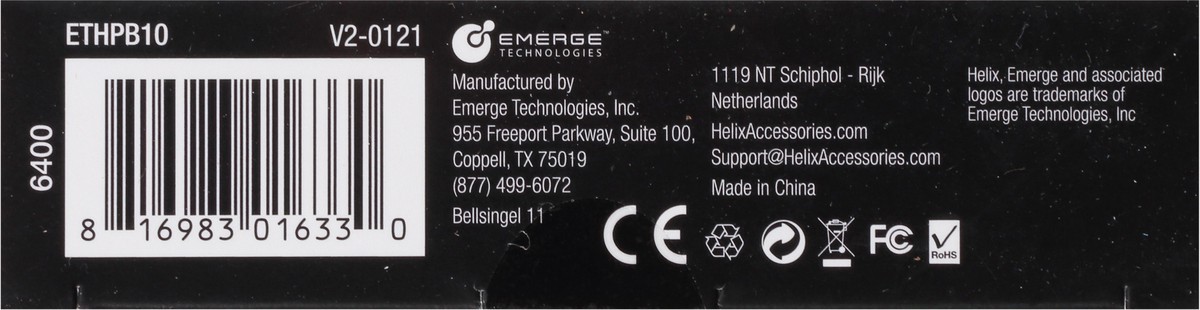 ETHPB10
V2-0121
6400
8 16983 01633 0
EMERGE™
TECHNOLOGIES
Manufactured by
Emerge Technologies, Inc.
955 Freeport Parkway, Suite 100,
Coppell, TX 75019
(877) 499-6072
Bellsingel 11
1119 NT Schiphol - Rijk
Netherlands
HelixAccessories.com
Support@HelixAccessories.com
Made in China
CE
FC
RoHS
Helix, Emerge and associated
logos are trademarks of
Emerge Technologies, Inc